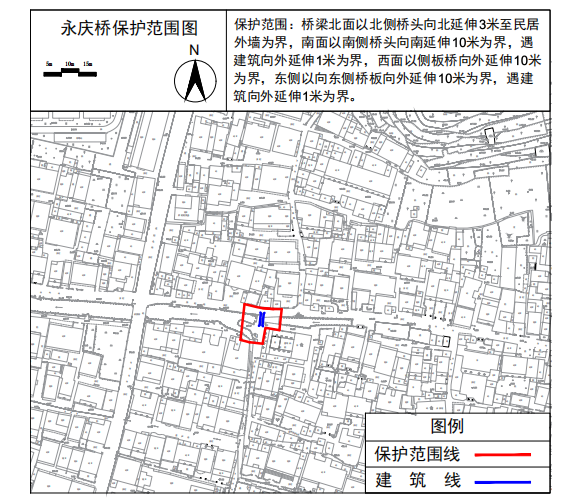 永庆桥保护范围图
5m 10m 15m
N
保护范围：桥梁北面以北侧桥头向北延伸3米至民居
外墙为界，南面以南侧桥头向南延伸10米为界，遇
建筑向外延伸1米为界，西面以侧板桥向外延伸10米
为界，东侧以向东侧桥板向外延伸10米为界，遇建
筑向外延伸1米为界。
图例
保护范围线
建 筑 线